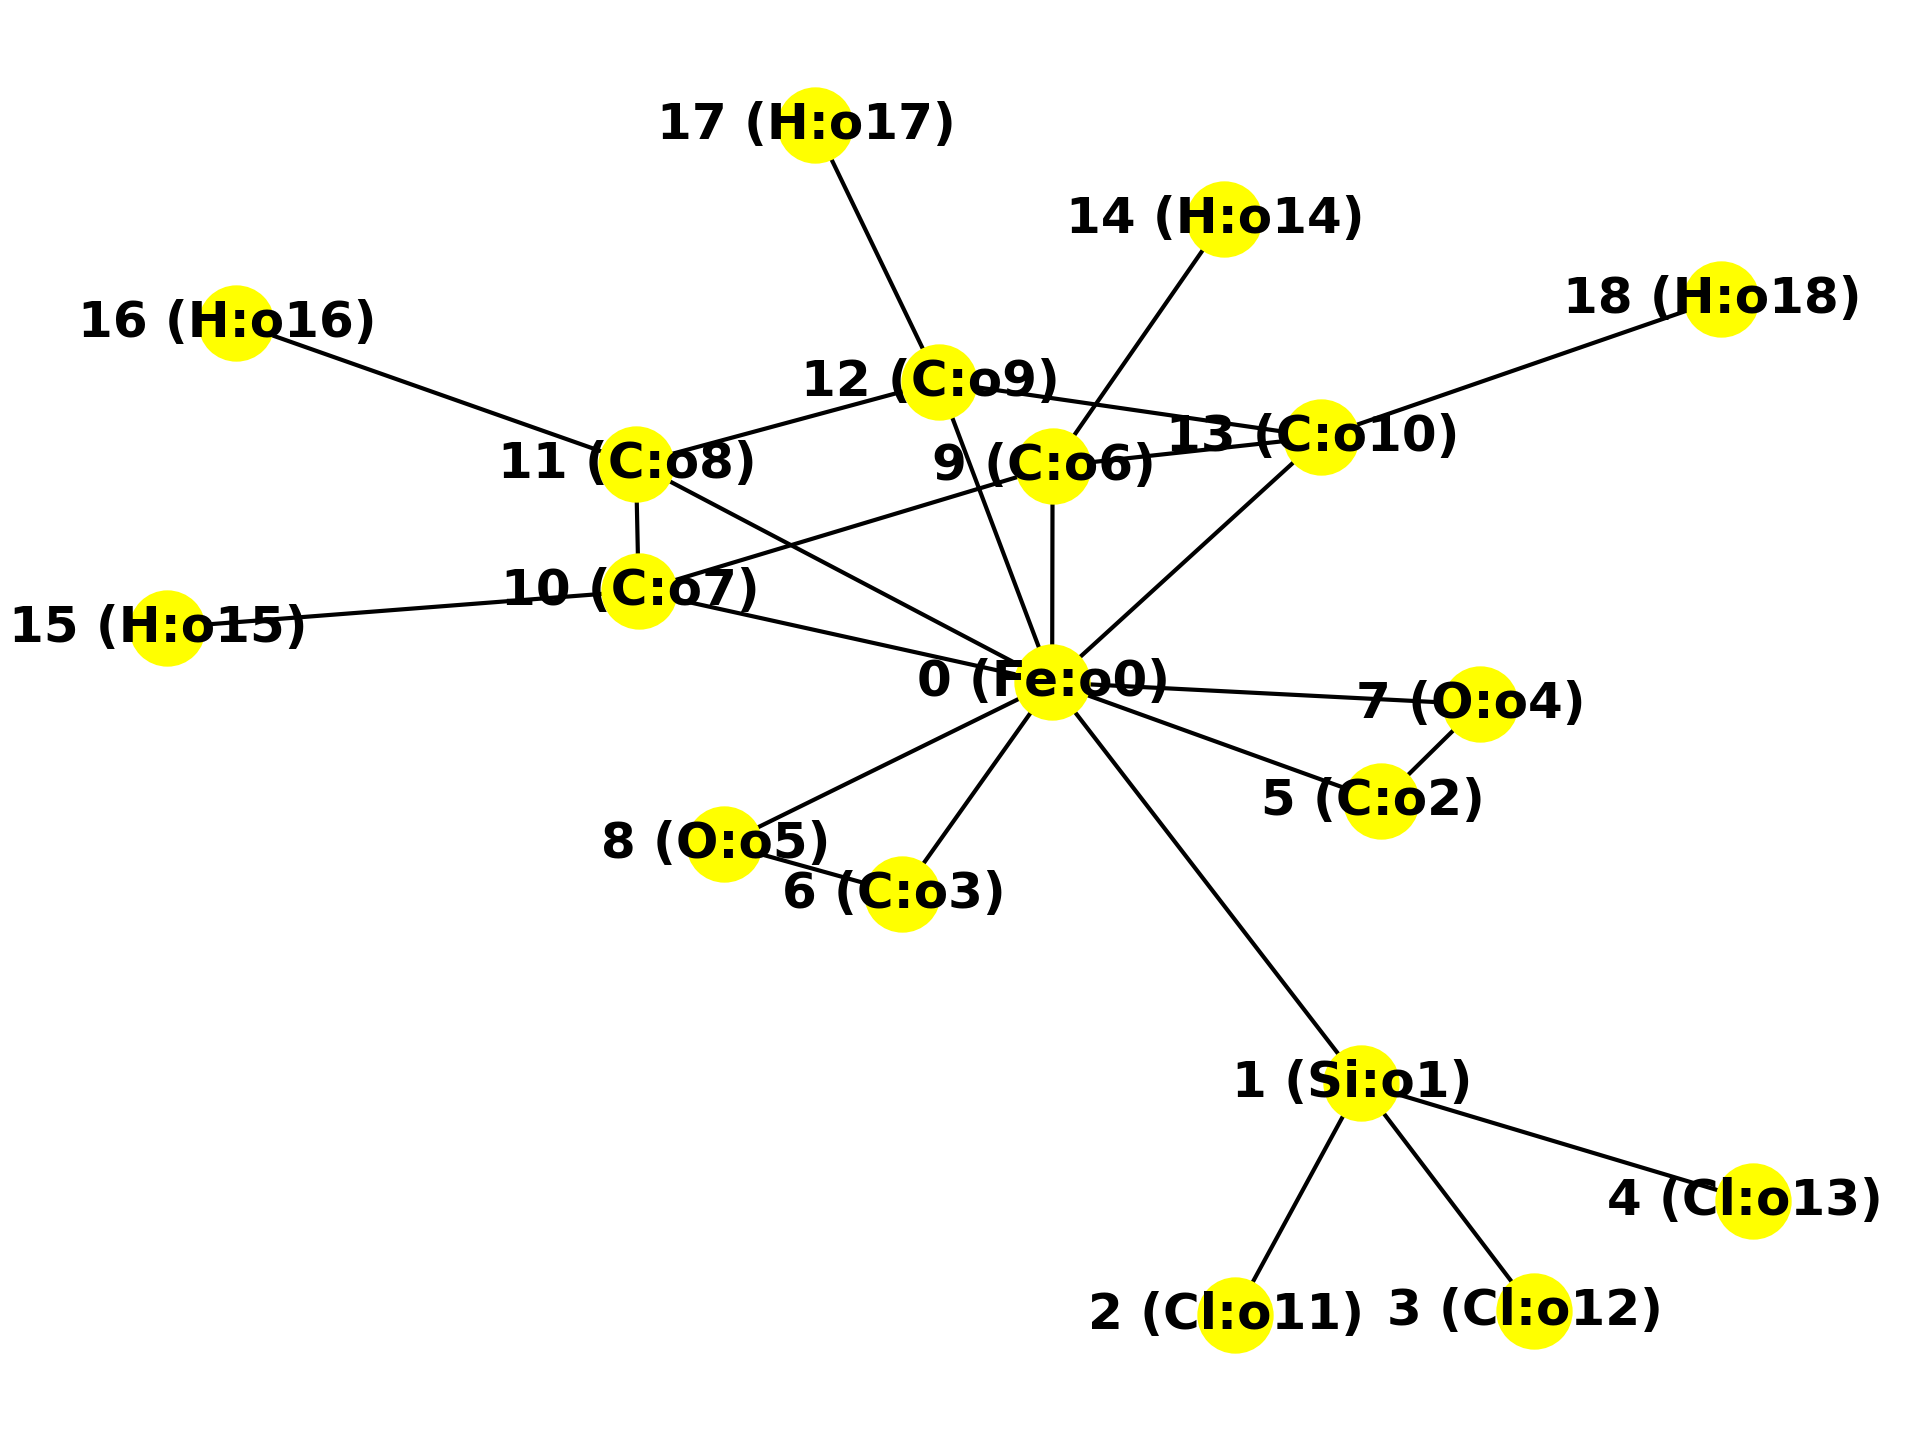 17 (H:o17)
14 (H:o14)
18 (H:o18)
16 (H:o16)
12 (C:o9)
13 (C:o10)
11 (C:o8)
9 (C:o6)
10 (C:o7)
15 (H:o15)
0 (Fe:o0)
7 (O:o4)
5 (C:o2)
8 (O:o5)
6 (C:o3)
1 (Si:o1)
4 (Cl:o13)
2 (Cl:o11)
3 (Cl:o12)